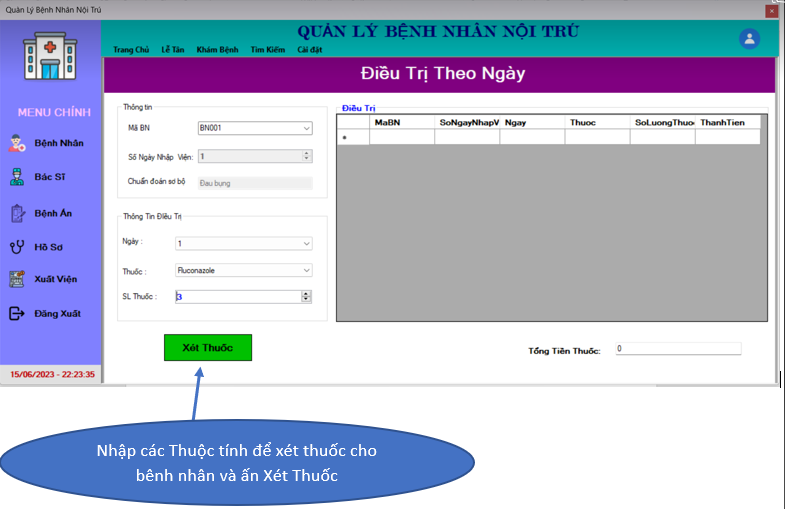 Quản Lý Bệnh Nhân Nội Trú
QUẢN LÝ BỆNH NHÂN NỘI TRÚ
Trang Chủ Lễ Tân Khám Bệnh Tìm Kiếm Cài đặt
Điều Trị Theo Ngày
MENU CHÍNH
Bệnh Nhân
Bác Sĩ
Bệnh Án
Hồ Sơ
Xuất Viện
Đăng Xuất
15/06/2023 - 22:23:35
Thông tin
Mã BN BN001
Số Ngày Nhập Viện: 1
Chuẩn đoán sơ bộ Đau bụng
Thông Tin Điều Trị
Ngày : 1
Thuốc : Fluconazole
SL Thuốc : 3
Xét Thuốc
Điều Trị
MaBN SoNgayNhapV Ngay Thuoc SoLuongThuo ThanhTien
Tổng Tiền Thuốc: 0
Nhập các Thuộc tính để xét thuốc cho
bênh nhân và ấn Xét Thuốc